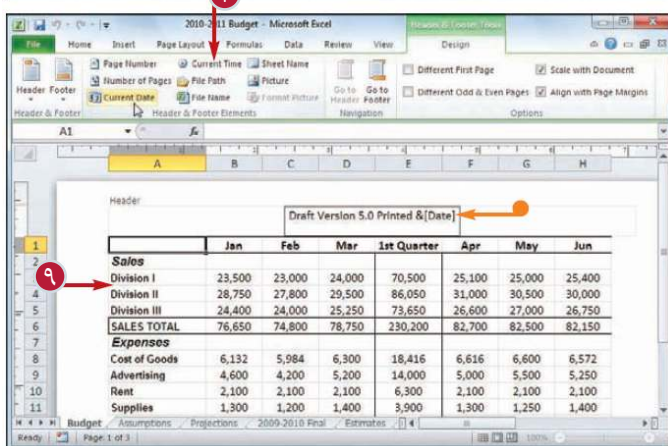 2010-2011 Budget - Microsoft Excel
Header & Footer Tools
File Home Insert Page Layout Formulas Data Review View Design
Page Number Current Time Sheet Name
Number of Pages File Path Picture
Current Date File Name Format Picture
Header Footer
Go to Header
Go to Footer
Different First Page Scale with Document
Different Odd & Even Pages Align with Page Margins
Header & Footer Header & Footer Elements Navigation Options
A1 fx
A B C D E F G H
Header
Draft Version 5.0 Printed &[Date]
1 Jan Feb Mar 1st Quarter Apr May Jun
2 Sales
٩
Division I 23,500 23,000 24,000 70,500 25,100 25,000 25,400
4 Division II 28,750 27,800 29,500 86,050 31,000 30,500 30,000
5 Division III 24,400 24,000 25,250 73,650 26,600 27,000 26,750
6 SALES TOTAL 76,650 74,800 78,750 230,200 82,700 82,500 82,150
7 Expenses
8 Cost of Goods 6,132 5,984 6,300 18,416 6,616 6,600 6,572
9 Advertising 4,600 4,200 5,200 14,000 5,000 5,500 5,250
10 Rent 2,100 2,100 2,100 6,300 2,100 2,100 2,100
11 Supplies 1,300 1,200 1,400 3,900 1,300 1,250 1,400
Budget Assumptions Projections 2009-2010 Final Estimates
Ready Page: 1 of 3 100%